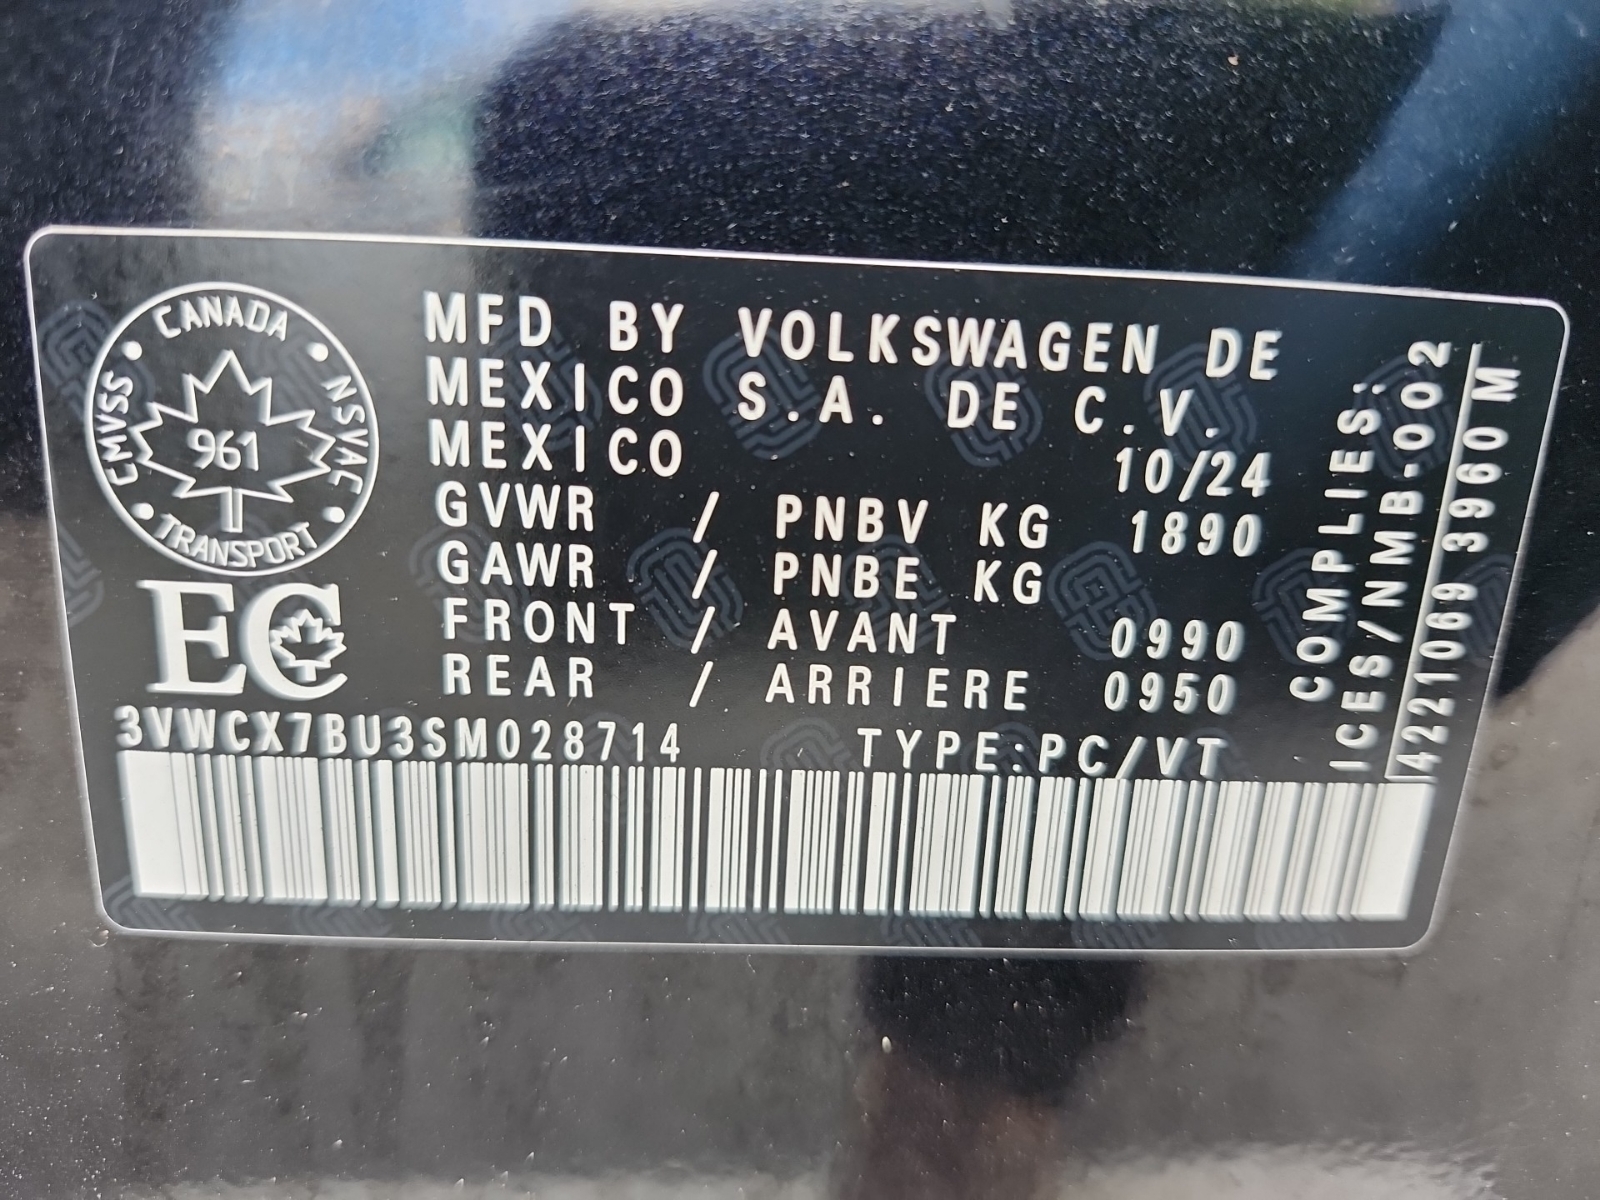 CANADA
CMVSS
NSVAC
961
TRANSPORT
EC
MFD BY VOLKSWAGEN DE
MEXICO S.A. DE C.V.
MEXICO 10/24
GVWR / PNBV KG 1890
GAWR / PNBE KG
FRONT / AVANT 0990
REAR / ARRIERE 0950
3VWCX7BU3SM028714 TYPE:PC/VT
COMPLIES:
ICES/NMB-0002
4221069 3960 M